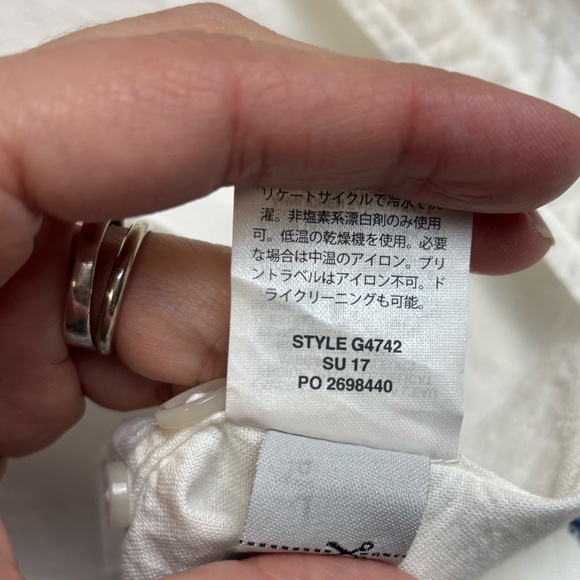 リケートサイクルで冷水で洗
濯。非塩素系漂白剤のみ使用
可。低温の乾燥機を使用。必要
な場合は中温のアイロン。プリ
ントラベルはアイロン不可。ド
ライクリーニングも可能。
STYLE G4742
SU 17
PO 2698440